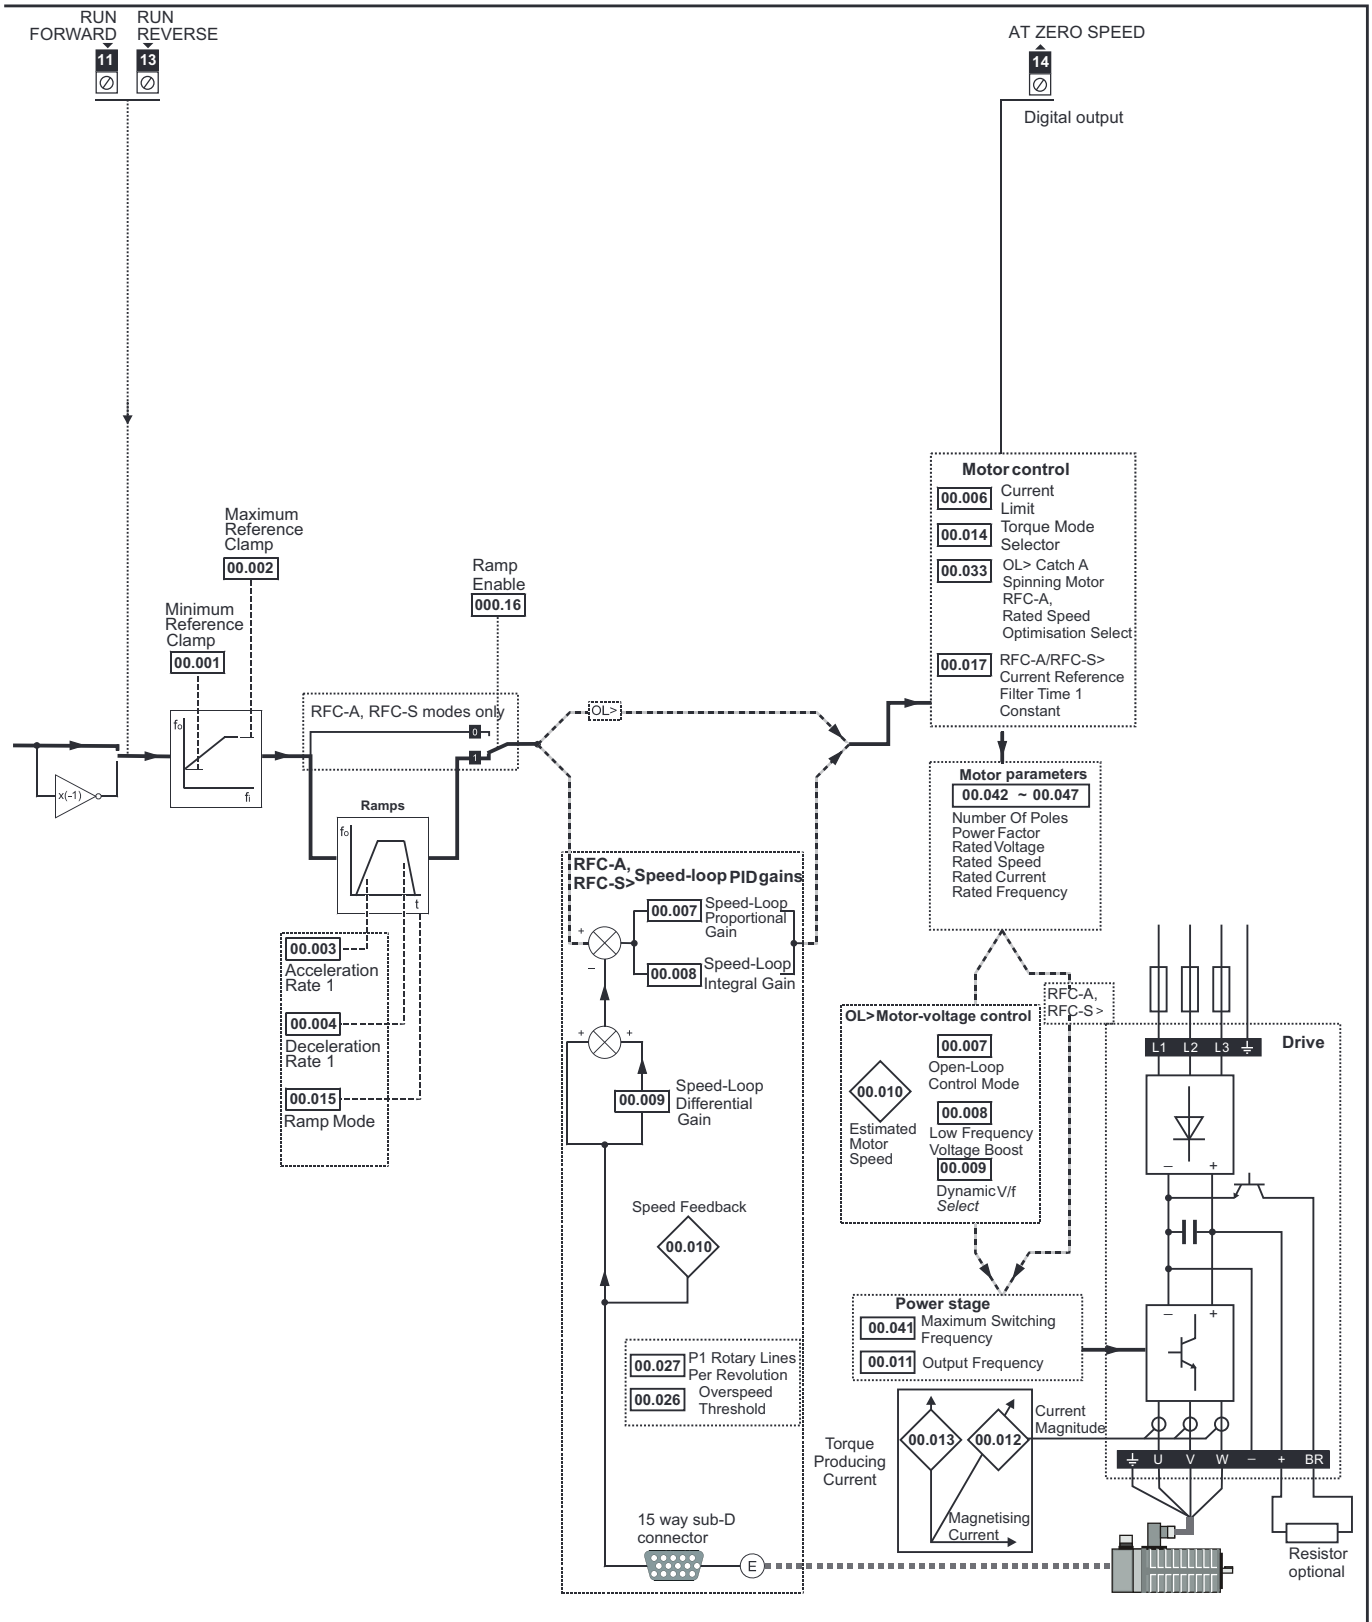 RUN
FORWARD
RUN
REVERSE
11
13
AT ZERO SPEED
14
Digital output
Maximum
Reference
Clamp
00.002
Minimum
Reference
Clamp
00.001
Ramp
Enable
000.16
RFC-A, RFC-S modes only
0
1
x(-1)
fo
fi
Ramps
fo
t
00.003
Acceleration
Rate 1
00.004
Deceleration
Rate 1
00.015
Ramp Mode
OL>
RFC-A,
RFC-S>
Speed-loop PID gains
00.007
Speed-Loop
Proportional
Gain
00.008
Speed-Loop
Integral Gain
+
–
+
+
00.009
Speed-Loop
Differential
Gain
Speed Feedback
00.010
00.027
P1 Rotary Lines
Per Revolution
00.026
Overspeed
Threshold
15 way sub-D
connector
E
Motor control
00.006
Current
Limit
00.014
Torque Mode
Selector
00.033
OL> Catch A
Spinning Motor
RFC-A,
Rated Speed
Optimisation Select
00.017
RFC-A/RFC-S>
Current Reference
Filter Time 1
Constant
Motor parameters
00.042 ~ 00.047
Number Of Poles
Power Factor
Rated Voltage
Rated Speed
Rated Current
Rated Frequency
RFC-A,
RFC-S >
OL> Motor-voltage control
00.007
Open-Loop
Control Mode
00.010
Estimated
Motor
Speed
00.008
Low Frequency
Voltage Boost
00.009
Dynamic V/f
Select
Power stage
00.041
Maximum Switching
Frequency
00.011
Output Frequency
Torque
Producing
Current
00.013
00.012
Current
Magnitude
Magnetising
Current
Drive
L1 L2 L3
– +
– +
U V W – + BR
Resistor
optional